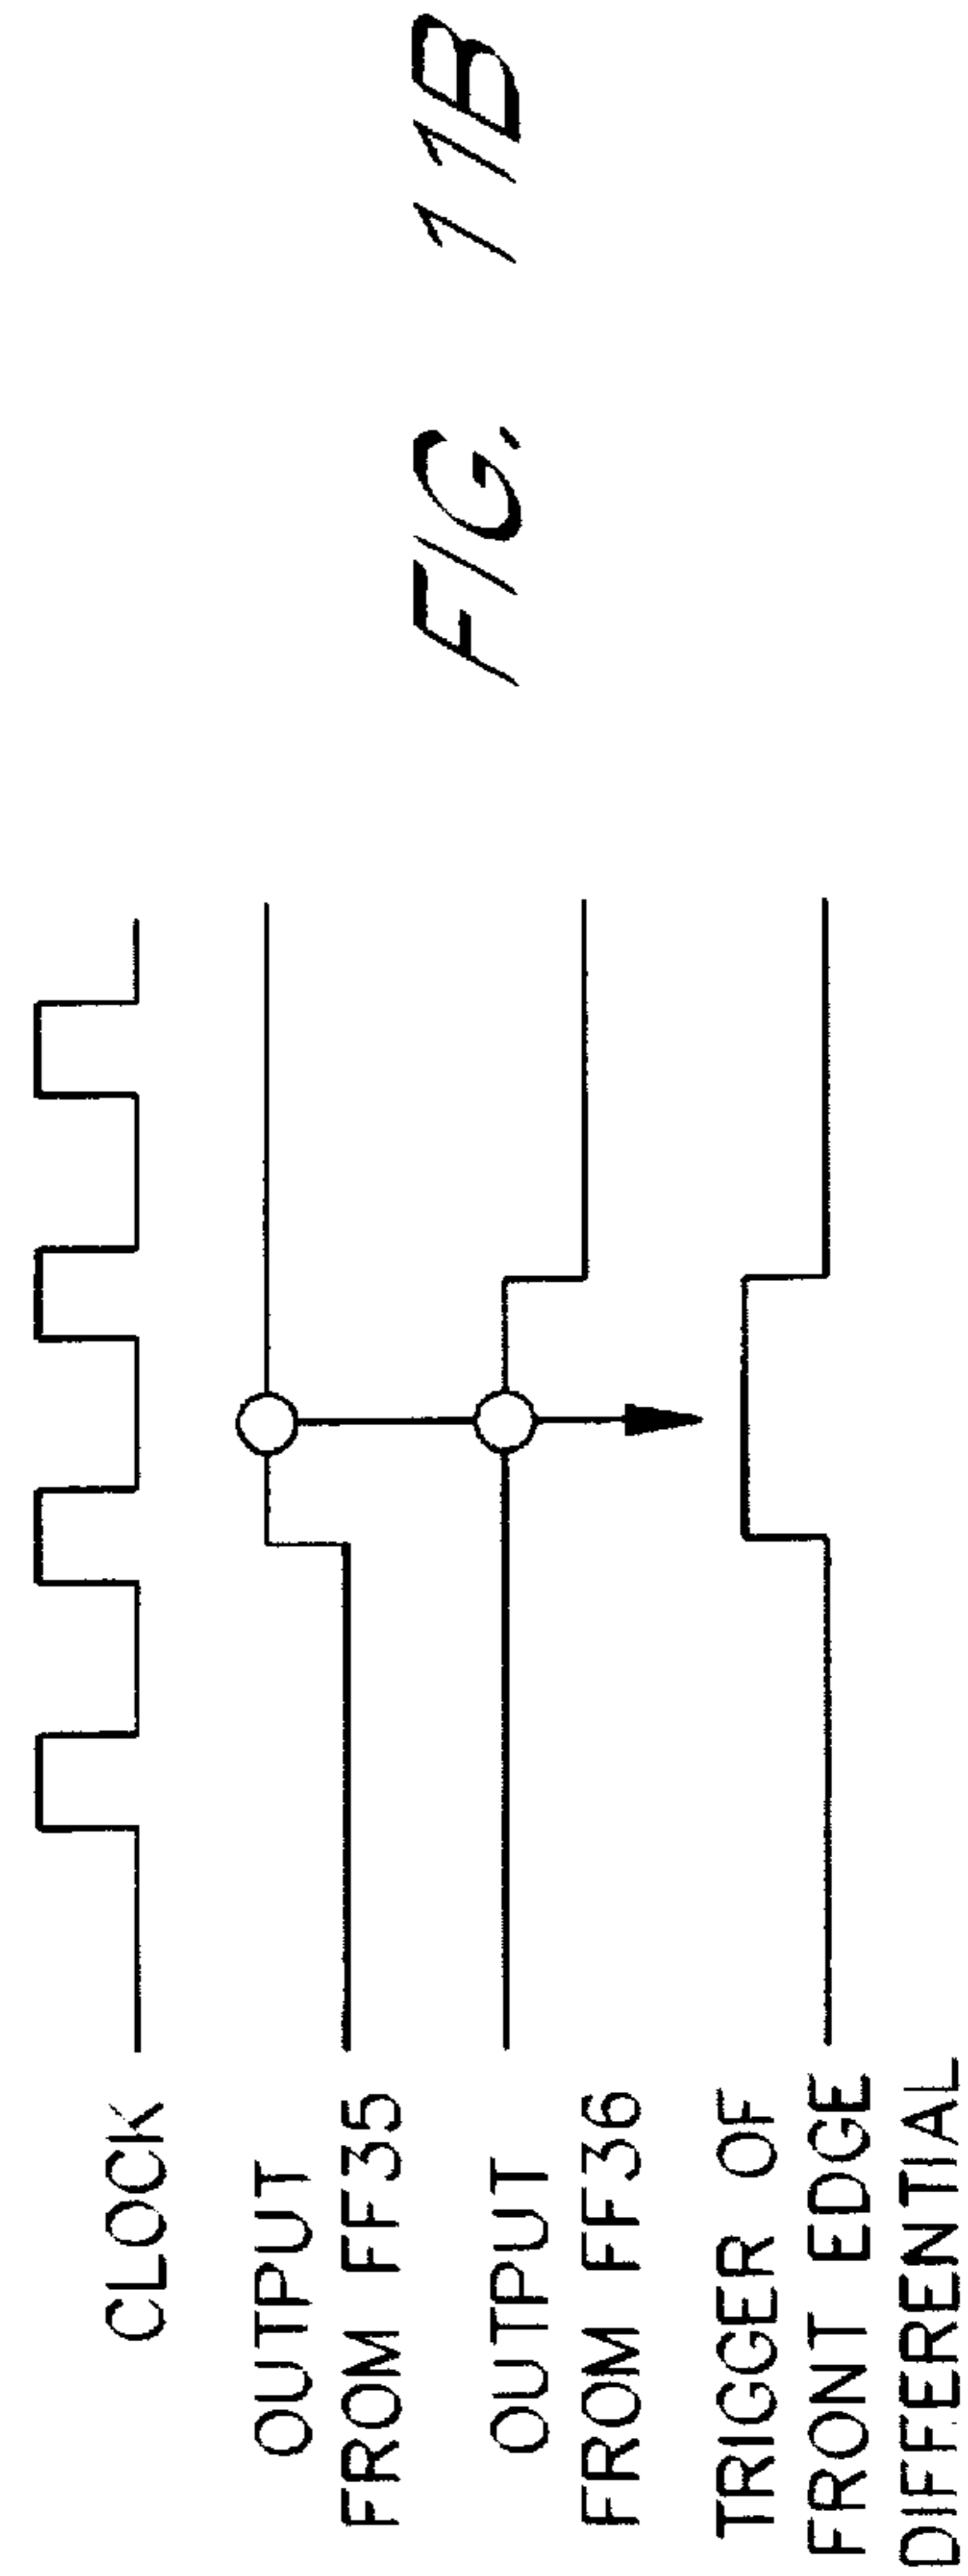 CLOCK
OUTPUT
FROM FF35
OUTPUT
FROM FF36
TRIGGER OF
FRONT EDGE
DIFFERENTIAL
FIG. 11B